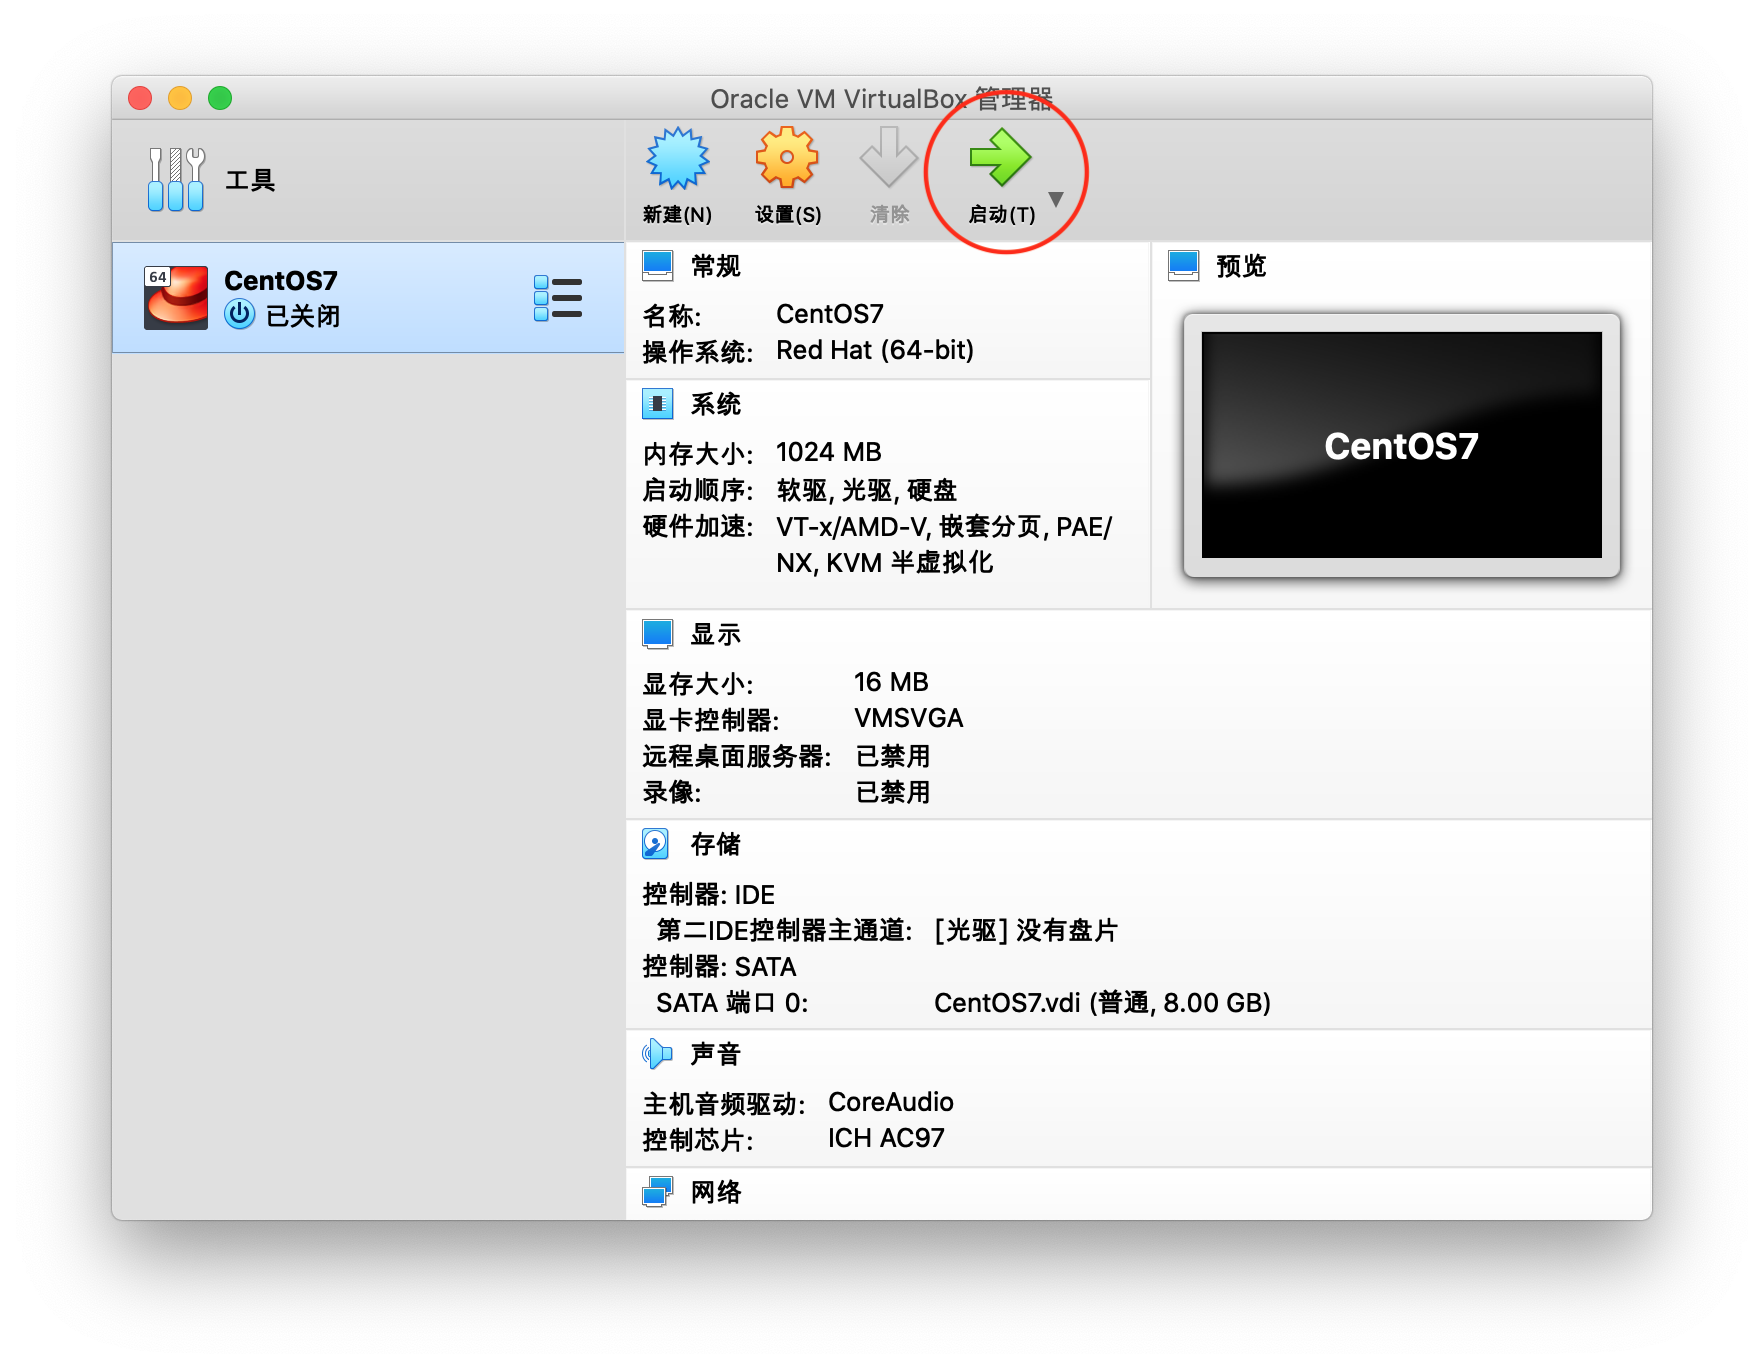 Oracle VM VirtualBox 管理器
工具
新建(N)
设置(S)
清除
启动(T)
64
CentOS7
已关闭
常规
名称: CentOS7
操作系统: Red Hat (64-bit)
预览
CentOS7
系统
内存大小: 1024 MB
启动顺序: 软驱, 光驱, 硬盘
硬件加速: VT-x/AMD-V, 嵌套分页, PAE/
NX, KVM 半虚拟化
显示
显存大小: 16 MB
显卡控制器: VMSVGA
远程桌面服务器: 已禁用
录像: 已禁用
存储
控制器: IDE
第二IDE控制器主通道: [光驱] 没有盘片
控制器: SATA
SATA 端口 0: CentOS7.vdi (普通, 8.00 GB)
声音
主机音频驱动: CoreAudio
控制芯片: ICH AC97
网络